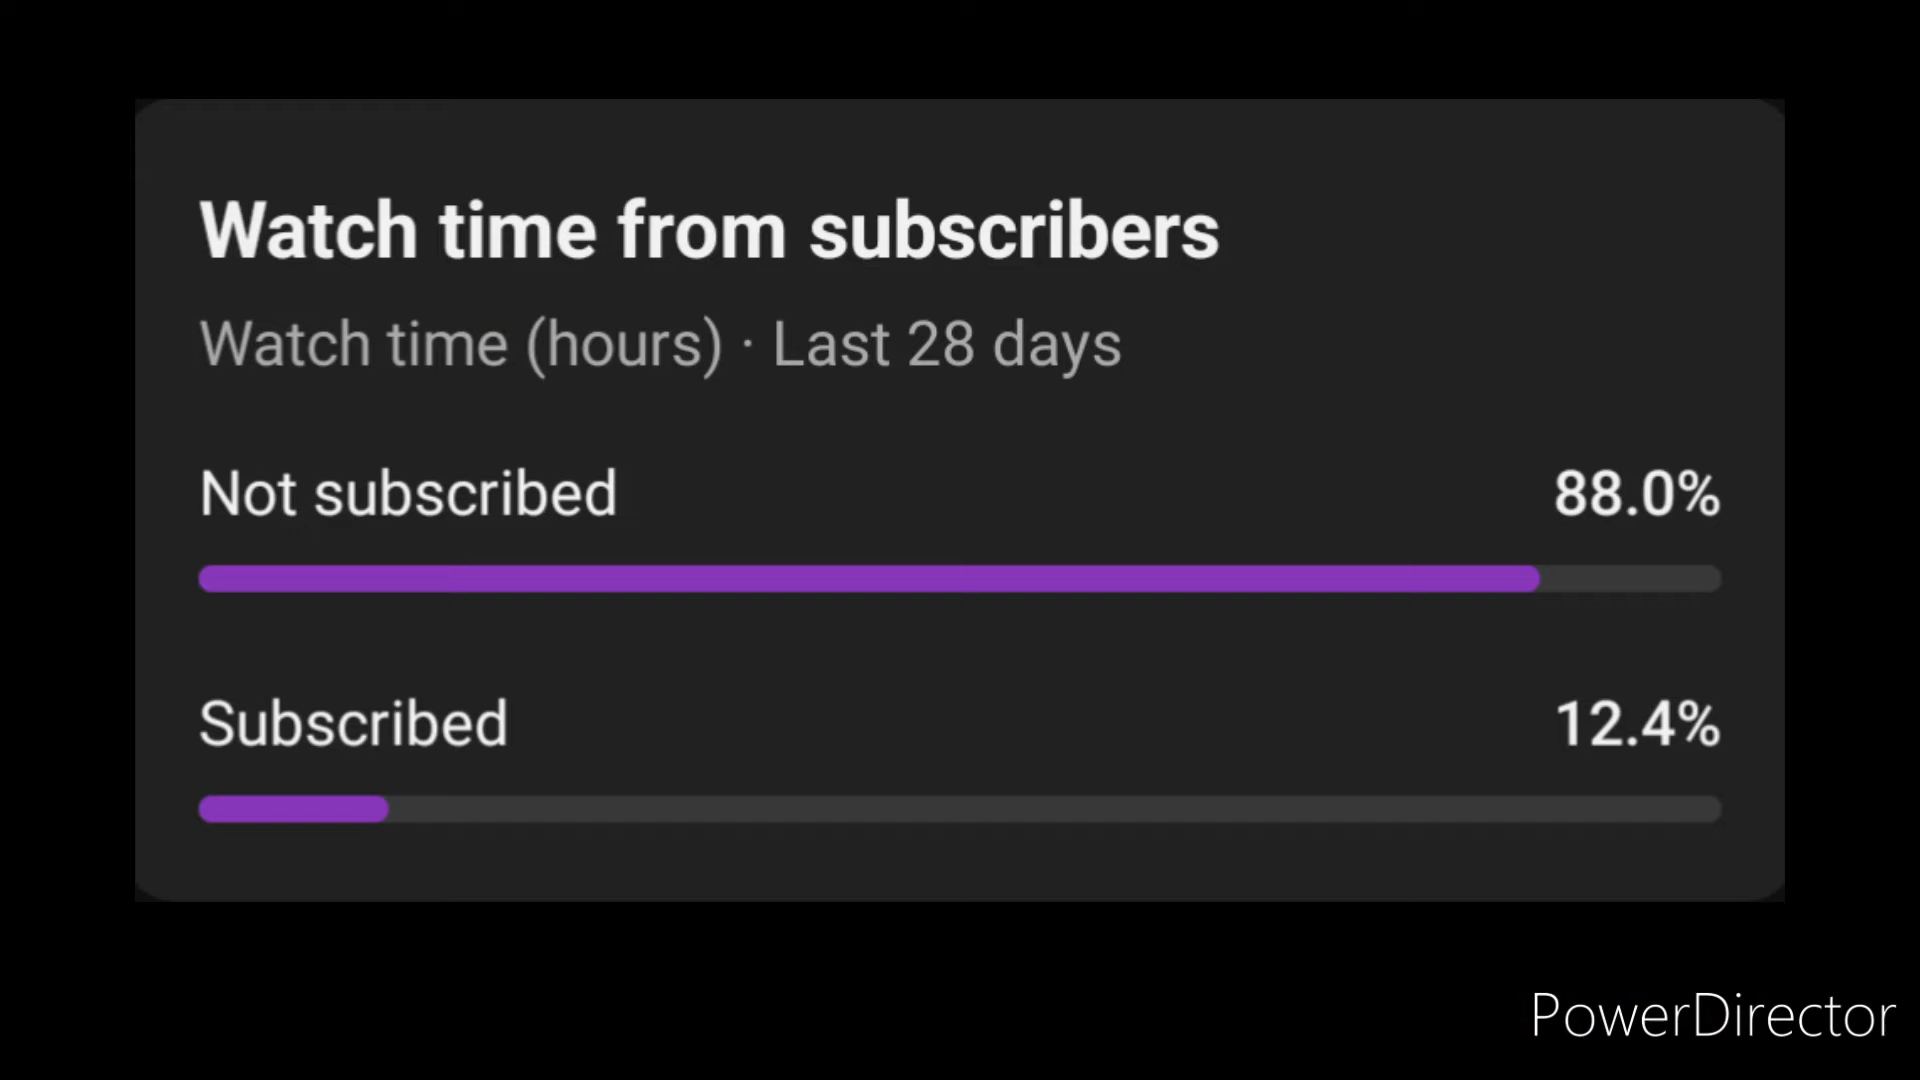 Watch time from subscribers
Watch time (hours) · Last 28 days
Not subscribed 88.0%
Subscribed 12.4%
PowerDirector